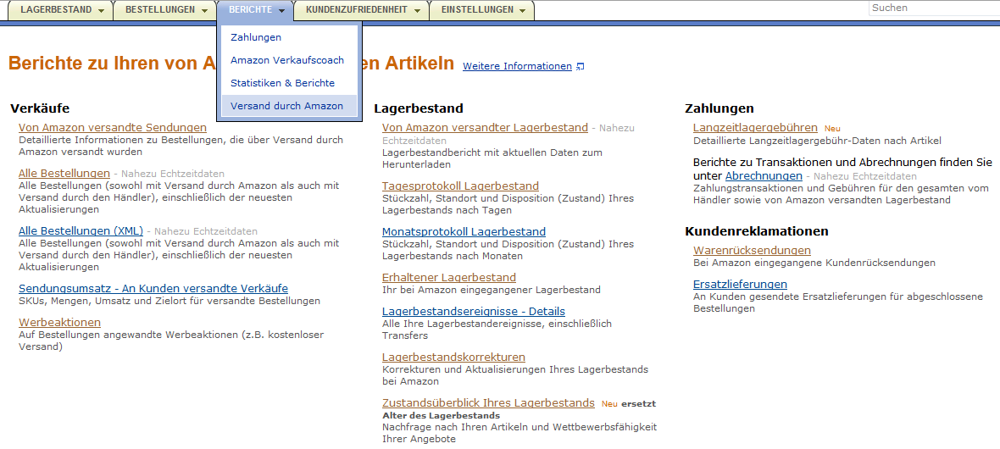 LAGERBESTAND BESTELLUNGEN BERICHTE KUNDENZUFRIEDENHEIT EINSTELLUNGEN Suchen
Zahlungen
Amazon Verkaufscoach
Statistiken & Berichte
Versand durch Amazon
Berichte zu Ihren von A en Artikeln Weitere Informationen
Verkäufe
Von Amazon versandte Sendungen
Detaillierte Informationen zu Bestellungen, die über Versand durch
Amazon versandt wurden
Alle Bestellungen - Nahezu Echtzeitdaten
Alle Bestellungen (sowohl mit Versand durch Amazon als auch mit
Versand durch den Händler), einschließlich der neuesten
Aktualisierungen
Alle Bestellungen (XML) - Nahezu Echtzeitdaten
Alle Bestellungen (sowohl mit Versand durch Amazon als auch mit
Versand durch den Händler), einschließlich der neuesten
Aktualisierungen
Sendungsumsatz - An Kunden versandte Verkäufe
SKUs, Mengen, Umsatz und Zielort für versandte Bestellungen
Werbeaktionen
Auf Bestellungen angewandte Werbeaktionen (z.B. kostenloser
Versand)
Lagerbestand
Von Amazon versandter Lagerbestand - Nahezu
Echtzeitdaten
Lagerbestandbericht mit aktuellen Daten zum
Herunterladen
Tagesprotokoll Lagerbestand
Stückzahl, Standort und Disposition (Zustand) Ihres
Lagerbestands nach Tagen
Monatsprotokoll Lagerbestand
Stückzahl, Standort und Disposition (Zustand) Ihres
Lagerbestands nach Monaten
Erhaltener Lagerbestand
Ihr bei Amazon eingegangener Lagerbestand
Lagerbestandsereignisse - Details
Alle Ihre Lagerbestandereignisse, einschließlich
Transfers
Lagerbestandskorrekturen
Korrekturen und Aktualisierungen Ihres Lagerbestands
bei Amazon
Zustandsüberblick Ihres Lagerbestands Neu ersetzt
Alter des Lagerbestands
Nachfrage nach Ihren Artikeln und Wettbewerbsfähigkeit
Ihrer Angebote
Zahlungen
Langzeitlagergebühren Neu
Detaillierte Langzeitlagergebühr-Daten nach Artikel
Berichte zu Transaktionen und Abrechnungen finden Sie
unter Abrechnungen - Nahezu Echtzeitdaten
Zahlungstransaktionen und Gebühren für den gesamten vom
Händler sowie von Amazon versandten Lagerbestand
Kundenreklamationen
Warenrücksendungen
Bei Amazon eingegangene Kundenrücksendungen
Ersatzlieferungen
An Kunden gesendete Ersatzlieferungen für abgeschlossene
Bestellungen